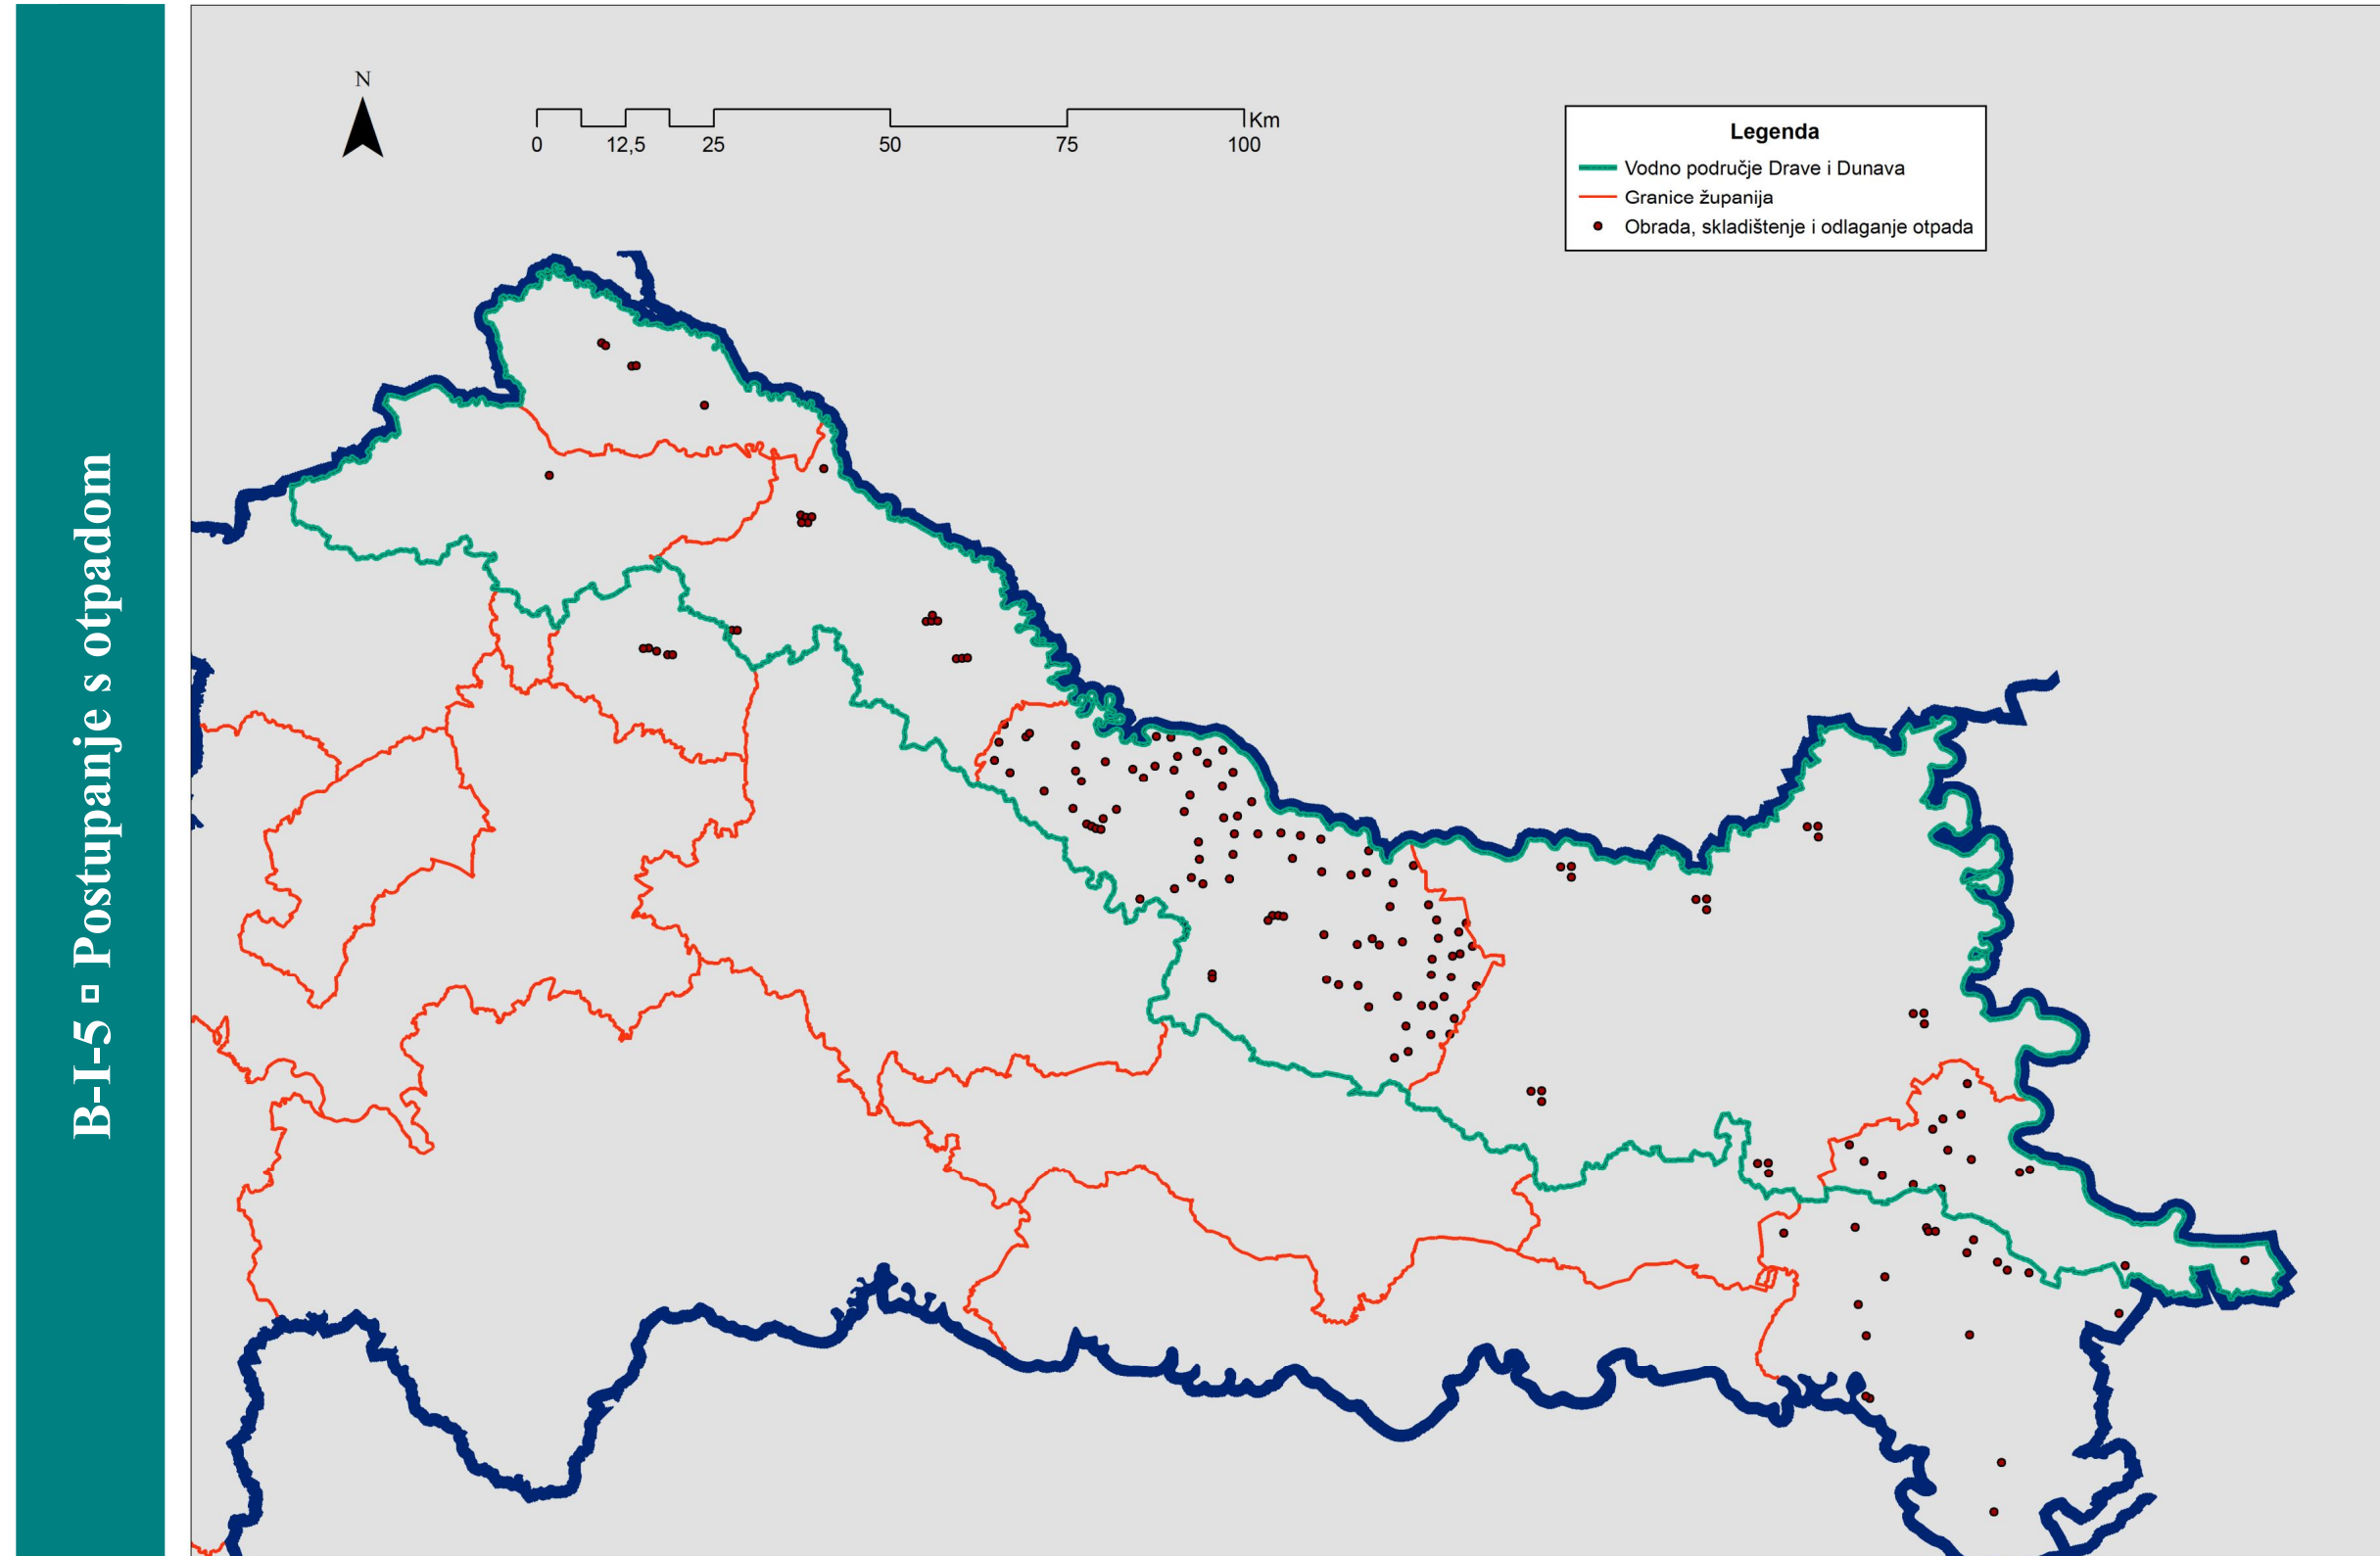 B-I-5 ▫ Postupanje s otpadom
N
Km
0 12,5 25 50 75 100
Legenda
Vodno područje Drave i Dunava
Granice županija
Obrada, skladištenje i odlaganje otpada